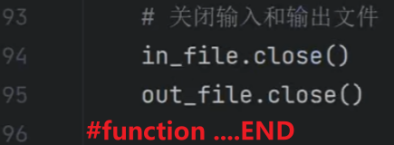 93 # 关闭输入和输出文件
94 in_file.close()
95 out_file.close()
96 #function ....END